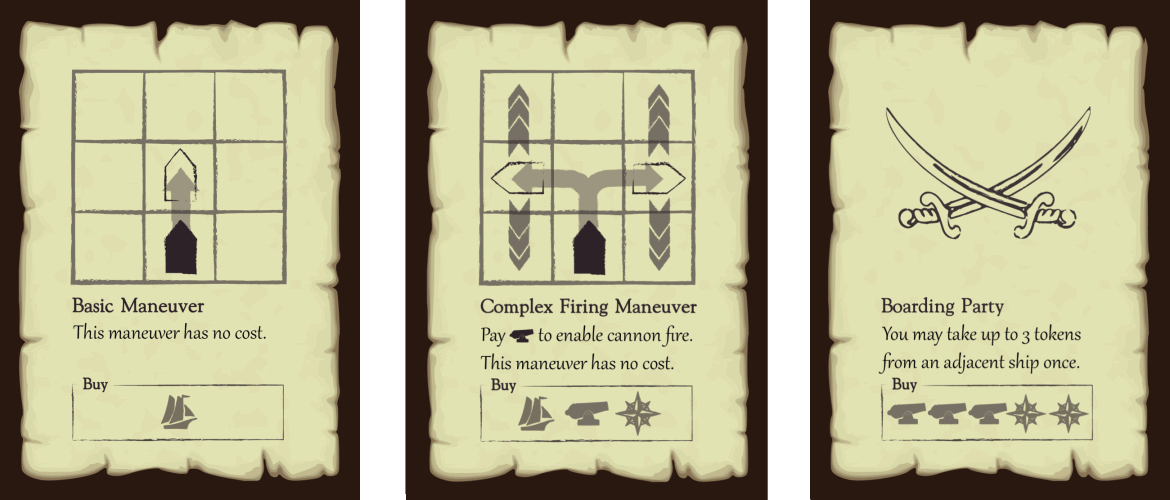 Basic Maneuver
This maneuver has no cost.
Buy
Complex Firing Maneuver
Pay to enable cannon fire.
This maneuver has no cost.
Buy
Boarding Party
You may take up to 3 tokens
from an adjacent ship once.
Buy